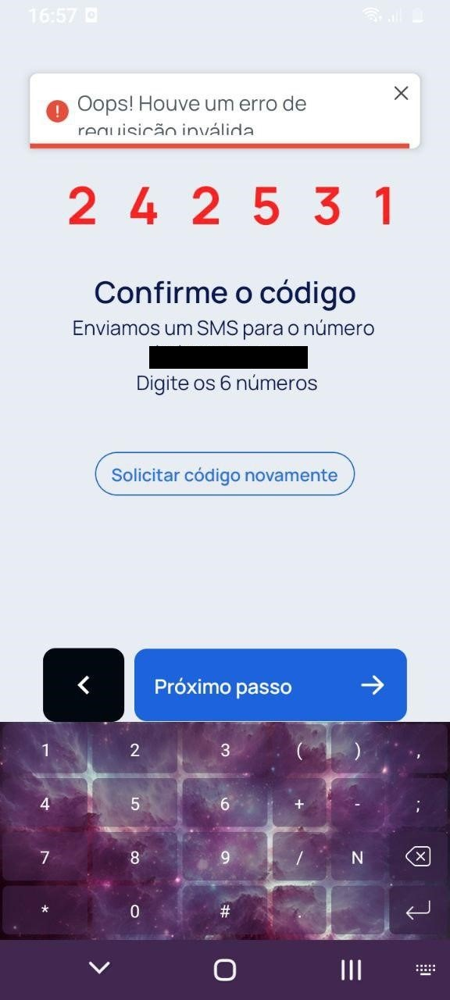 16:57
Oops! Houve um erro de
requisição inválida
2 4 2 5 3 1
Confirme o código
Enviamos um SMS para o número
Digite os 6 números
Solicitar código novamente
Próximo passo
1 2 3 ( ) ,
4 5 6 + - ;
7 8 9 / N
* 0 # .